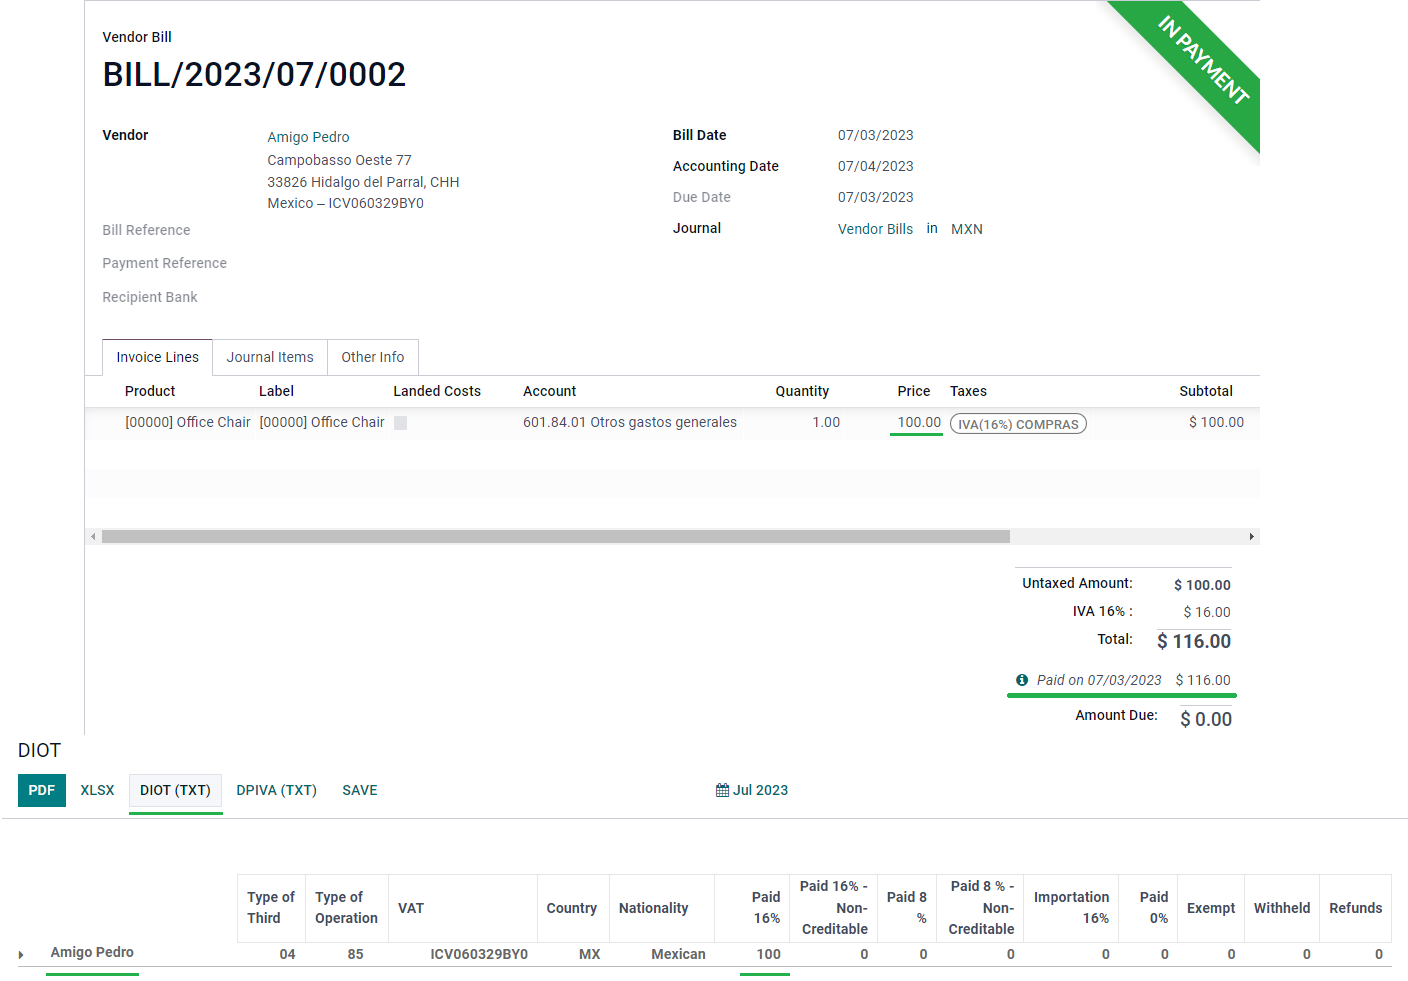 Vendor Bill
IN PAYMENT
BILL/2023/07/0002
Vendor Amigo Pedro Bill Date 07/03/2023
Campobasso Oeste 77 Accounting Date 07/04/2023
33826 Hidalgo del Parral, CHH Due Date 07/03/2023
Mexico – ICV060329BY0
Bill Reference Journal Vendor Bills in MXN
Payment Reference
Recipient Bank
Invoice Lines Journal Items Other Info
Product Label Landed Costs Account Quantity Price Taxes Subtotal
[00000] Office Chair [00000] Office Chair 601.84.01 Otros gastos generales 1.00 100.00 IVA(16%) COMPRAS $ 100.00
Untaxed Amount: $ 100.00
IVA 16% : $ 16.00
Total: $ 116.00
Paid on 07/03/2023 $ 116.00
Amount Due: $ 0.00
DIOT
PDF XLSX DIOT (TXT) DPIVA (TXT) SAVE Jul 2023
Type of Third Type of Operation VAT Country Nationality Paid 16% Paid 16% - Non-Creditable Paid 8 % Paid 8 % - Non-Creditable Importation 16% Paid 0% Exempt Withheld Refunds
Amigo Pedro 04 85 ICV060329BY0 MX Mexican 100 0 0 0 0 0 0 0 0